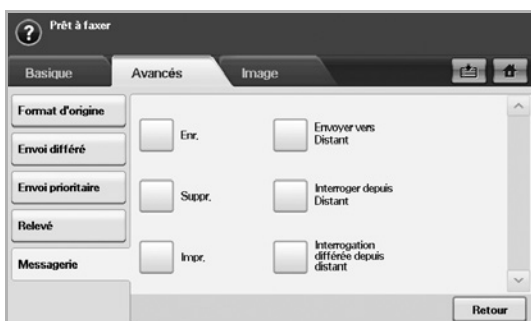 Prêt à faxer
Basique
Avancés
Image
Format d'origine
Envoi différé
Envoi prioritaire
Relevé
Messagerie
Enr.
Envoyer vers
Distant
Suppr.
Interroger depuis
Distant
Impr.
Interrogation
différée depuis
distant
Retour